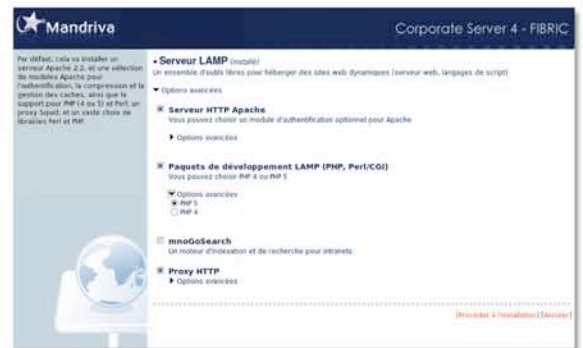 Mandriva
Corporate Server 4 - FIBRIC
Par défaut, cela va installer un
serveur Apache 2.2, et une sélection
de modules Apache pour
l'authentification, la compression et la
gestion des caches, ainsi que le
support pour PHP (4 ou 5) et Perl, un
proxy Squid; et un vaste choix de
librairies Perl et PHP.
• Serveur LAMP (installé)
Un ensemble d'outils libres pour héberger des sites web dynamiques (serveur web, langages de script)
Options avancées
Serveur HTTP Apache
Vous pouvez choisir un module d'authentification optionnel pour Apache
Options avancées
Paquets de développement LAMP (PHP, Perl/CGI)
Vous pouvez choisir PHP 4 ou PHP 5
Options avancées
PHP 5
PHP 4
mnoGoSearch
Un moteur d'indexation et de recherche pour intranets
Proxy HTTP
Options avancées
[Procéder à l'installation] [Annuler]